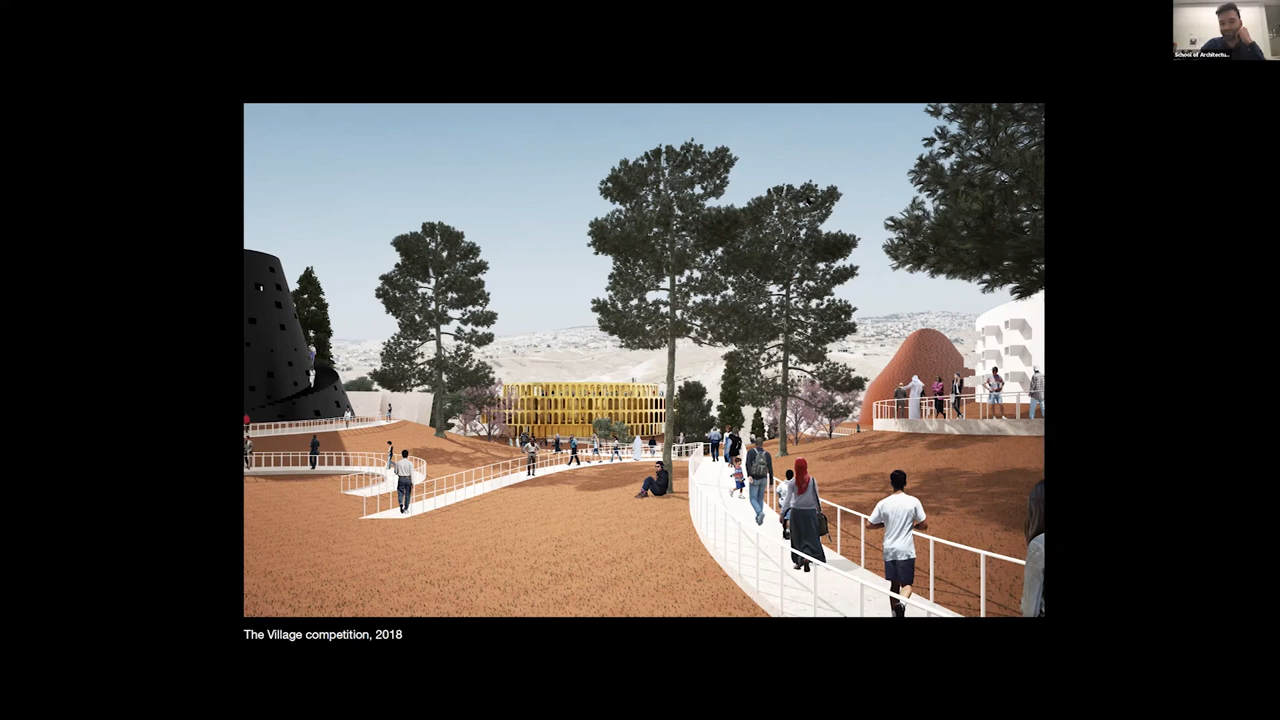 School of Architectu...
The Village competition, 2018